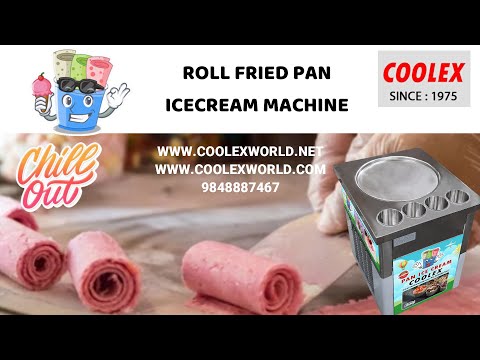 ROLL FRIED PAN
ICECREAM MACHINE
COOLEX
SINCE : 1975
Chill
Out
WWW.COOLEXWORLD.NET
WWW.COOLEXWORLD.COM
9848887467
PAN ICE CREAM
COOLEX